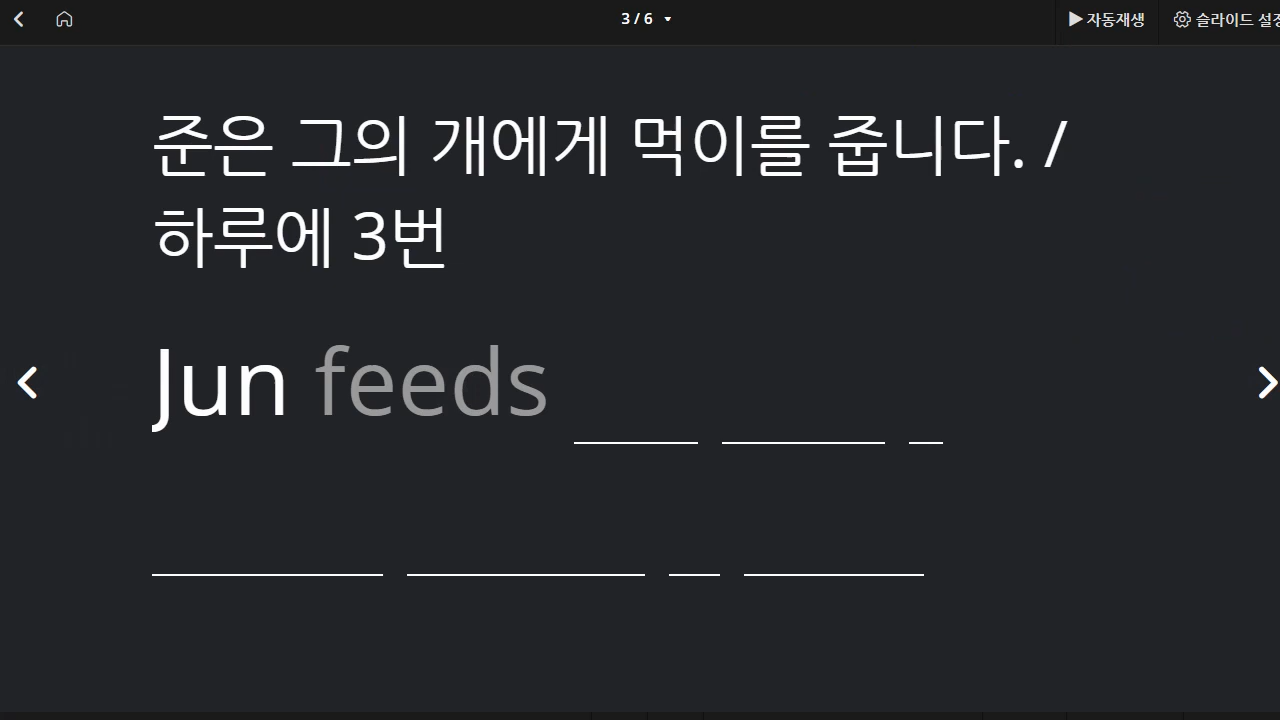 3 / 6
자동재생
슬라이드 설정
준은 그의 개에게 먹이를 줍니다. /
하루에 3번
Jun feeds